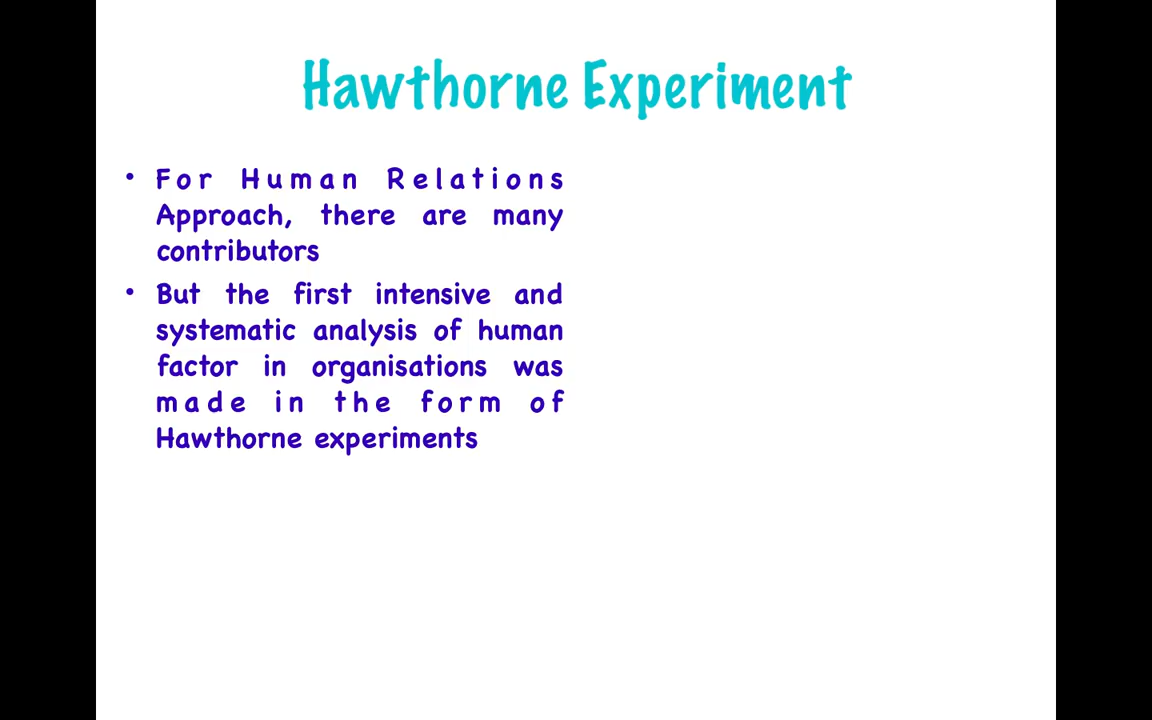 Hawthorne Experiment
• For Human Relations
Approach, there are many
contributors
• But the first intensive and
systematic analysis of human
factor in organisations was
made in the form of
Hawthorne experiments